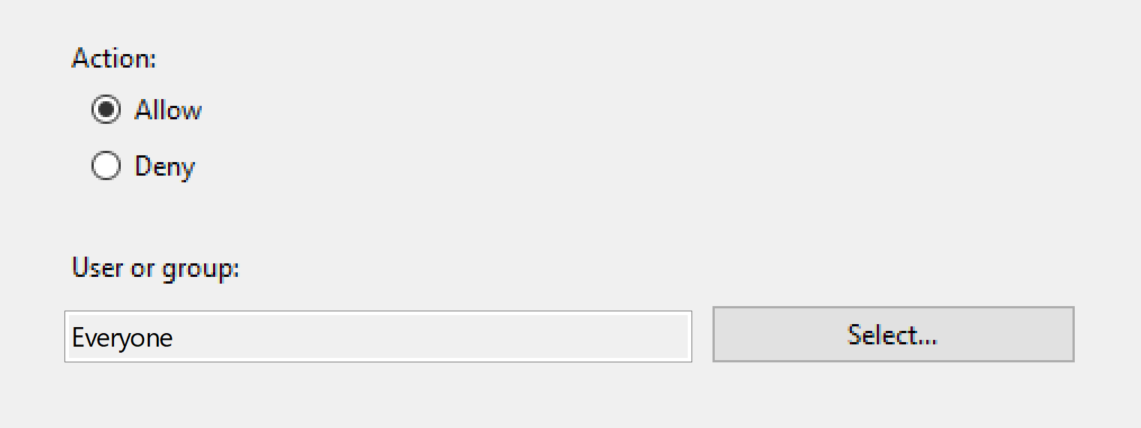 Action:
Allow
Deny
User or group:
Everyone
Select...